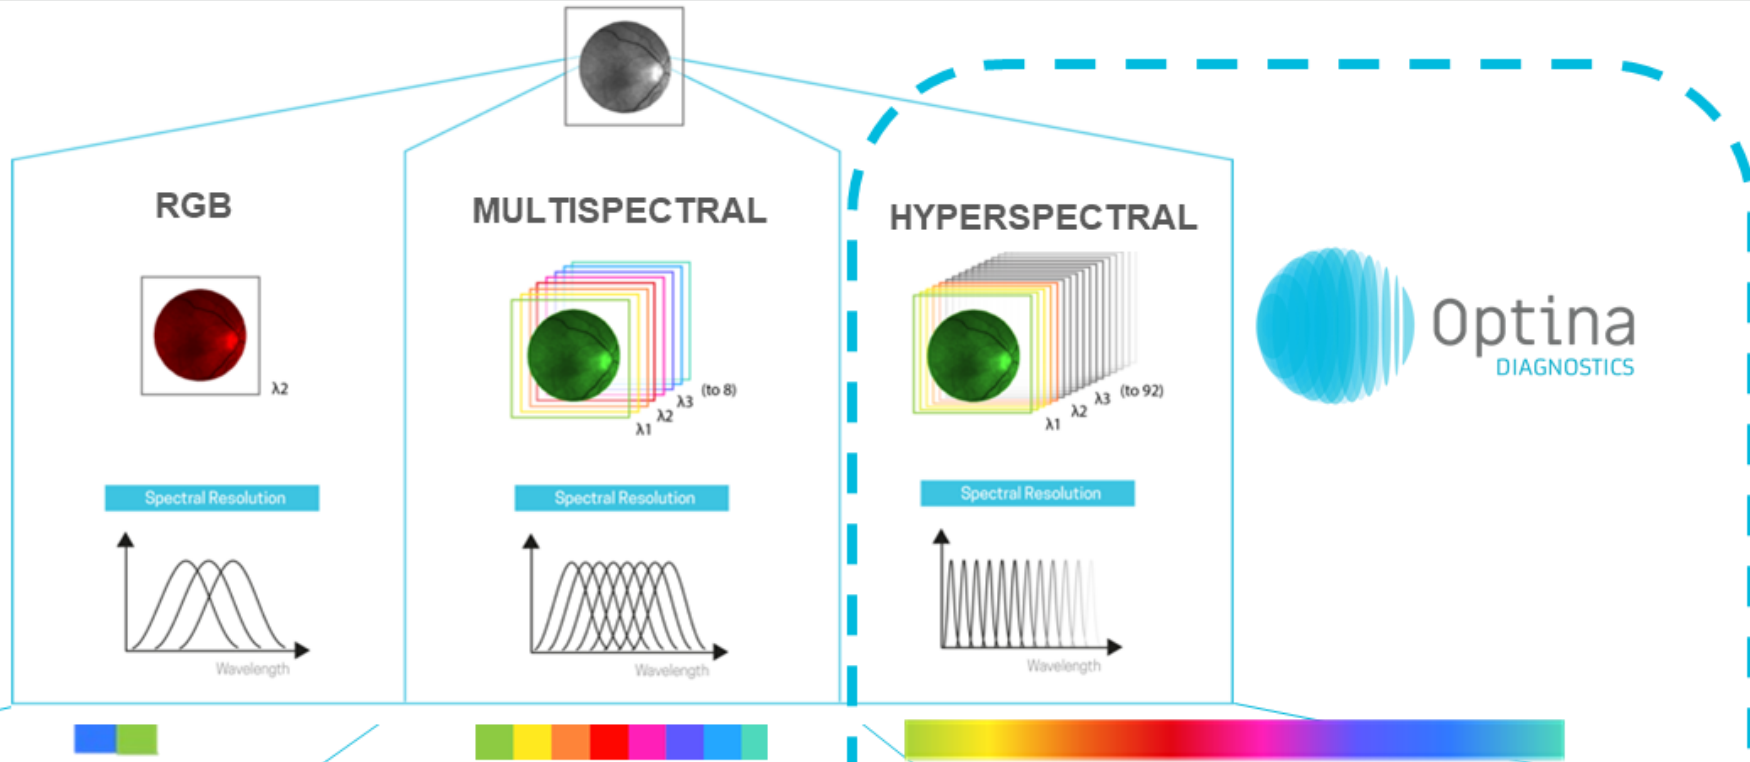 RGB
MULTISPECTRAL
HYPERSPECTRAL
λ2
λ1
λ2
λ3
(to 8)
λ1
λ2
λ3
(to 92)
Optina
DIAGNOSTICS
Spectral Resolution
Spectral Resolution
Spectral Resolution
Wavelength
Wavelength
Wavelength